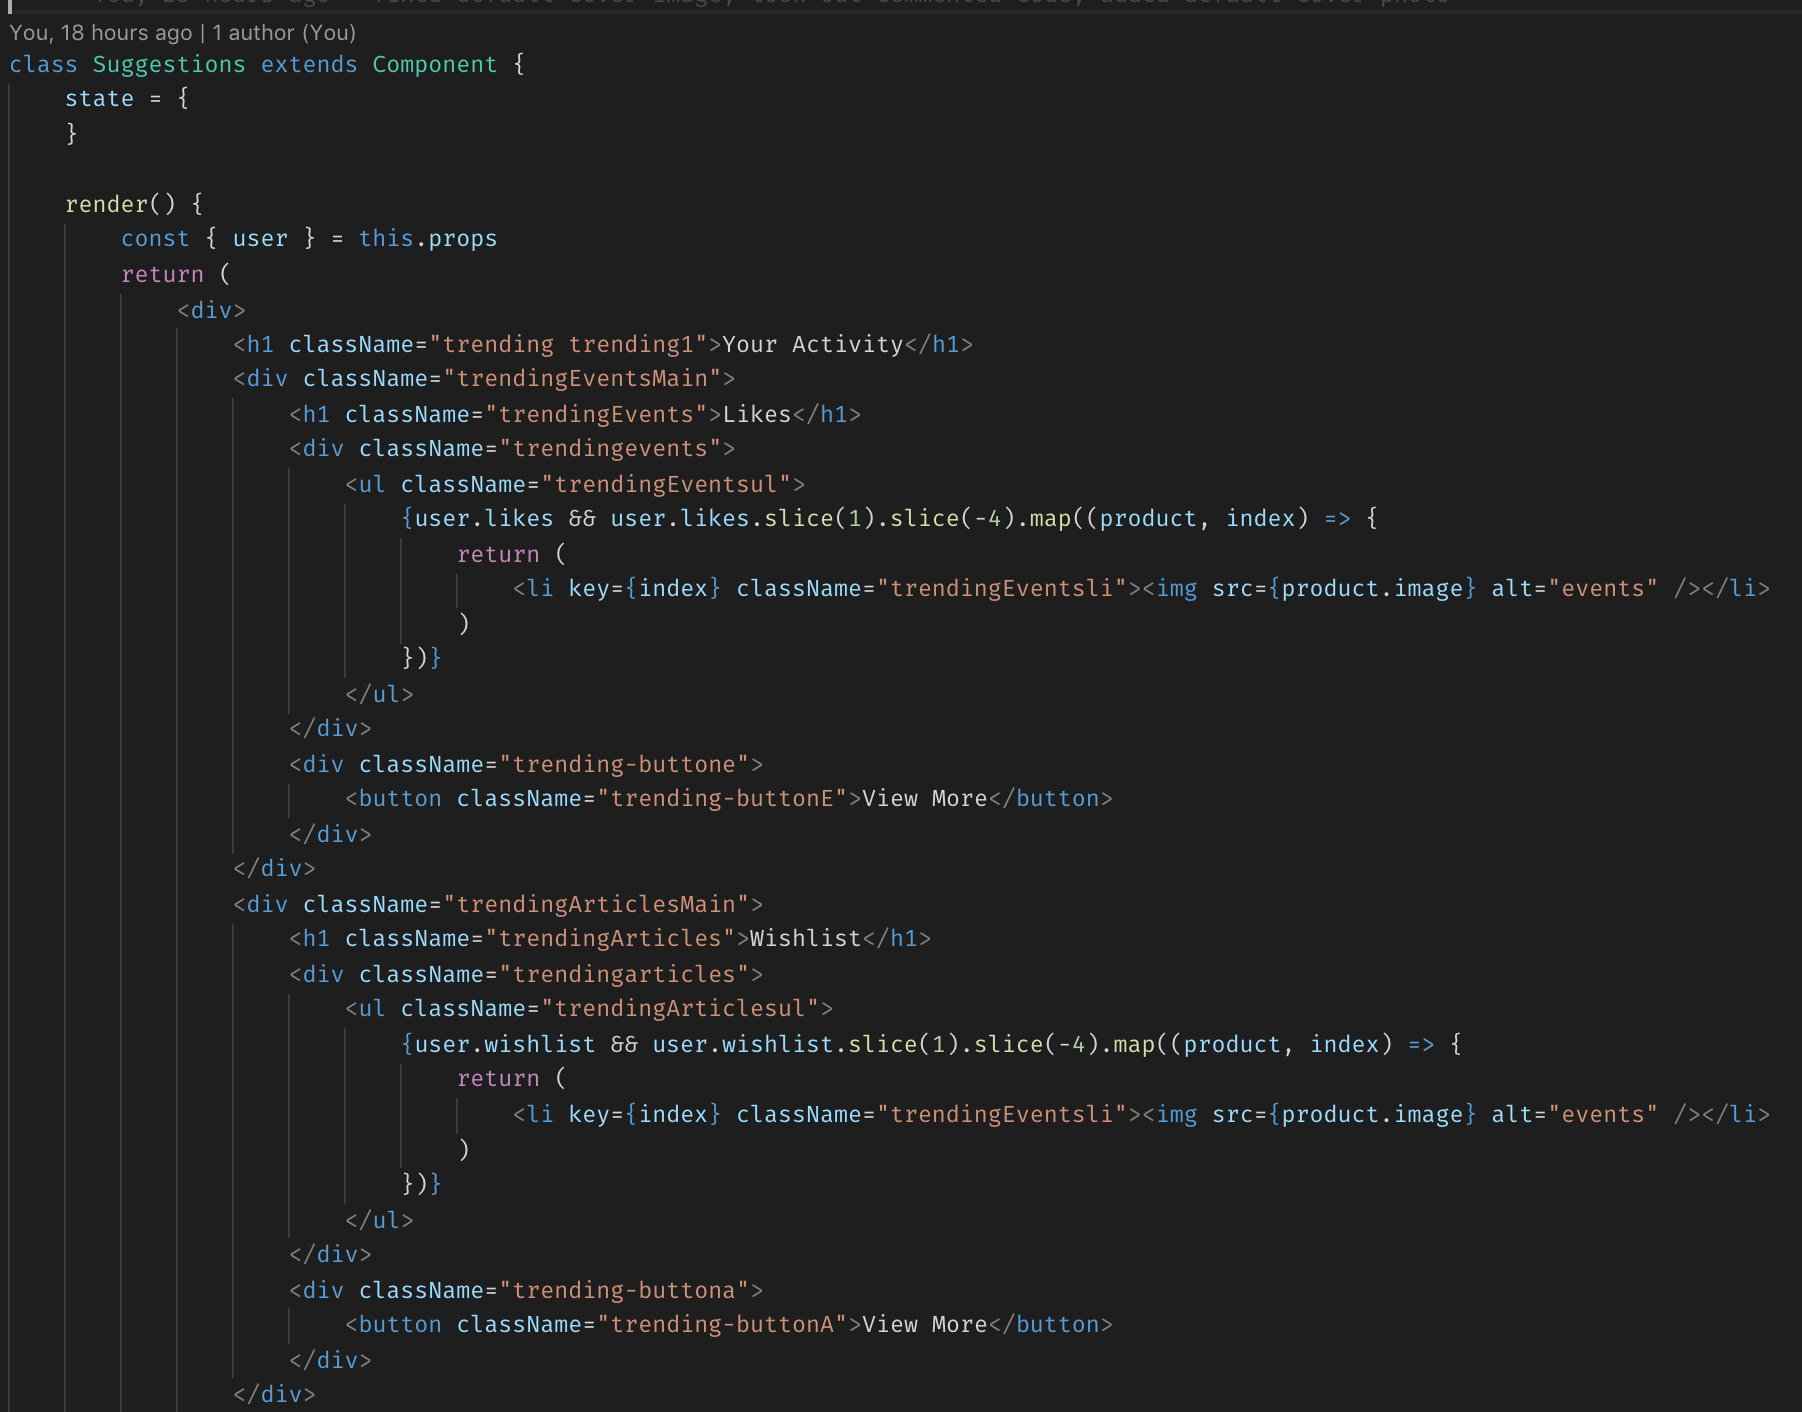 You, 18 hours ago | 1 author (You)
class Suggestions extends Component {
    state = {
    }

    render() {
        const { user } = this.props
        return (
            <div>
                <h1 className="trending trending1">Your Activity</h1>
                <div className="trendingEventsMain">
                    <h1 className="trendingEvents">Likes</h1>
                    <div className="trendingevents">
                        <ul className="trendingEventsul">
                            {user.likes && user.likes.slice(1).slice(-4).map((product, index) => {
                                return (
                                    <li key={index} className="trendingEventsli"><img src={product.image} alt="events" /></li>
                                )
                            })}
                        </ul>
                    </div>
                    <div className="trending-buttone">
                        <button className="trending-buttonE">View More</button>
                    </div>
                </div>
                <div className="trendingArticlesMain">
                    <h1 className="trendingArticles">Wishlist</h1>
                    <div className="trendingarticles">
                        <ul className="trendingArticlesul">
                            {user.wishlist && user.wishlist.slice(1).slice(-4).map((product, index) => {
                                return (
                                    <li key={index} className="trendingEventsli"><img src={product.image} alt="events" /></li>
                                )
                            })}
                        </ul>
                    </div>
                    <div className="trending-buttona">
                        <button className="trending-buttonA">View More</button>
                    </div>
                </div>